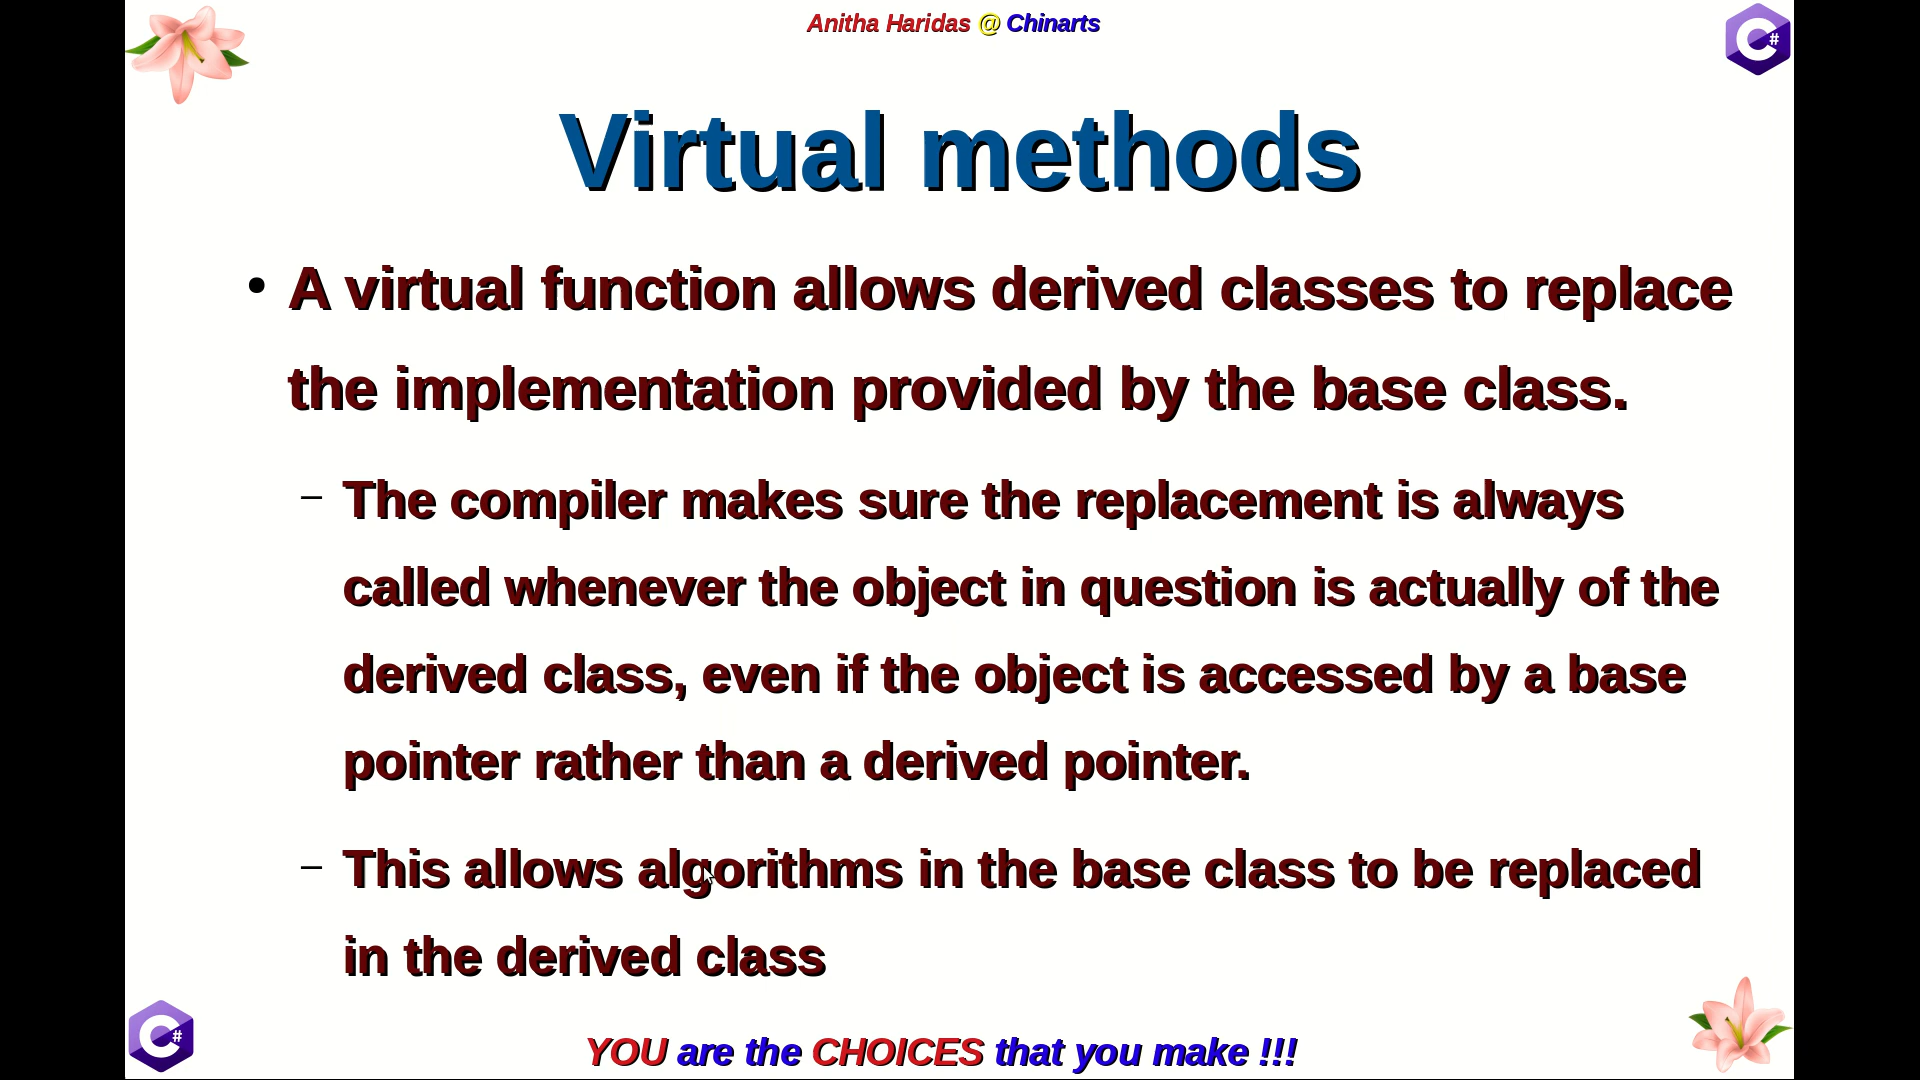 Anitha Haridas @ Chinarts
C#
Virtual methods
• A virtual function allows derived classes to replace
the implementation provided by the base class.
– The compiler makes sure the replacement is always
called whenever the object in question is actually of the
derived class, even if the object is accessed by a base
pointer rather than a derived pointer.
– This allows algorithms in the base class to be replaced
in the derived class
C#
YOU are the CHOICES that you make !!!